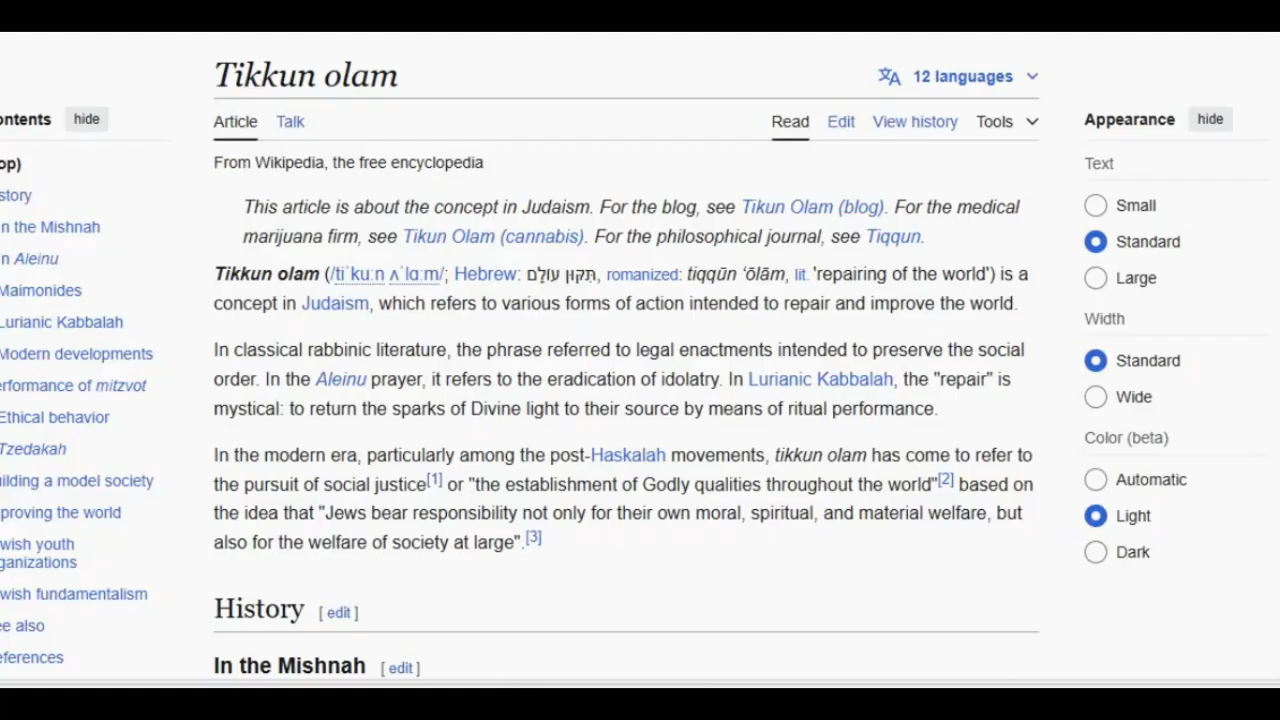 Tikkun olam
12 languages
ontents hide
Article Talk
Read Edit View history Tools
Appearance hide
From Wikipedia, the free encyclopedia
op)
story
n the Mishnah
n Aleinu
Maimonides
Lurianic Kabbalah
Modern developments
erformance of mitzvot
Ethical behavior
Tzedakah
ilding a model society
proving the world
wish youth
ganizations
wish fundamentalism
ee also
eferences
This article is about the concept in Judaism. For the blog, see Tikun Olam (blog). For the medical
marijuana firm, see Tikun Olam (cannabis). For the philosophical journal, see Tiqqun.
Tikkun olam (/tiˈkuːn ʌˈlɑːm/; Hebrew: תִּקּוּן עוֹלָם, romanized: tiqqūn ʻōlām, lit. 'repairing of the world') is a
concept in Judaism, which refers to various forms of action intended to repair and improve the world.
In classical rabbinic literature, the phrase referred to legal enactments intended to preserve the social
order. In the Aleinu prayer, it refers to the eradication of idolatry. In Lurianic Kabbalah, the "repair" is
mystical: to return the sparks of Divine light to their source by means of ritual performance.
In the modern era, particularly among the post-Haskalah movements, tikkun olam has come to refer to
the pursuit of social justice[1] or "the establishment of Godly qualities throughout the world"[2] based on
the idea that "Jews bear responsibility not only for their own moral, spiritual, and material welfare, but
also for the welfare of society at large".[3]
History [ edit ]
In the Mishnah [ edit ]
Text
Small
Standard
Large
Width
Standard
Wide
Color (beta)
Automatic
Light
Dark